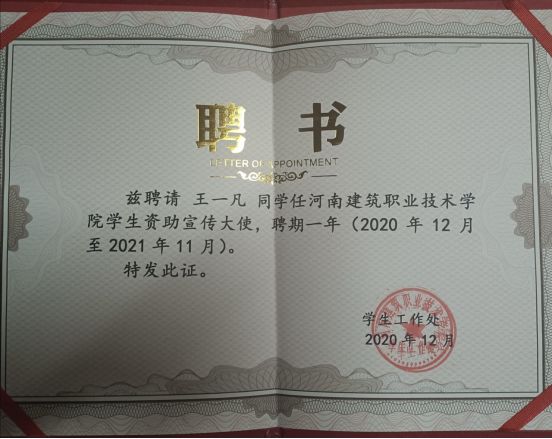 聘 书
LETTER OF APPOINTMENT
兹聘请 王一凡 同学任河南建筑职业技术学
院学生资助宣传大使，聘期一年（2020 年 12 月
至 2021 年 11 月）。
特发此证。
学生工作处
2020 年 12 月